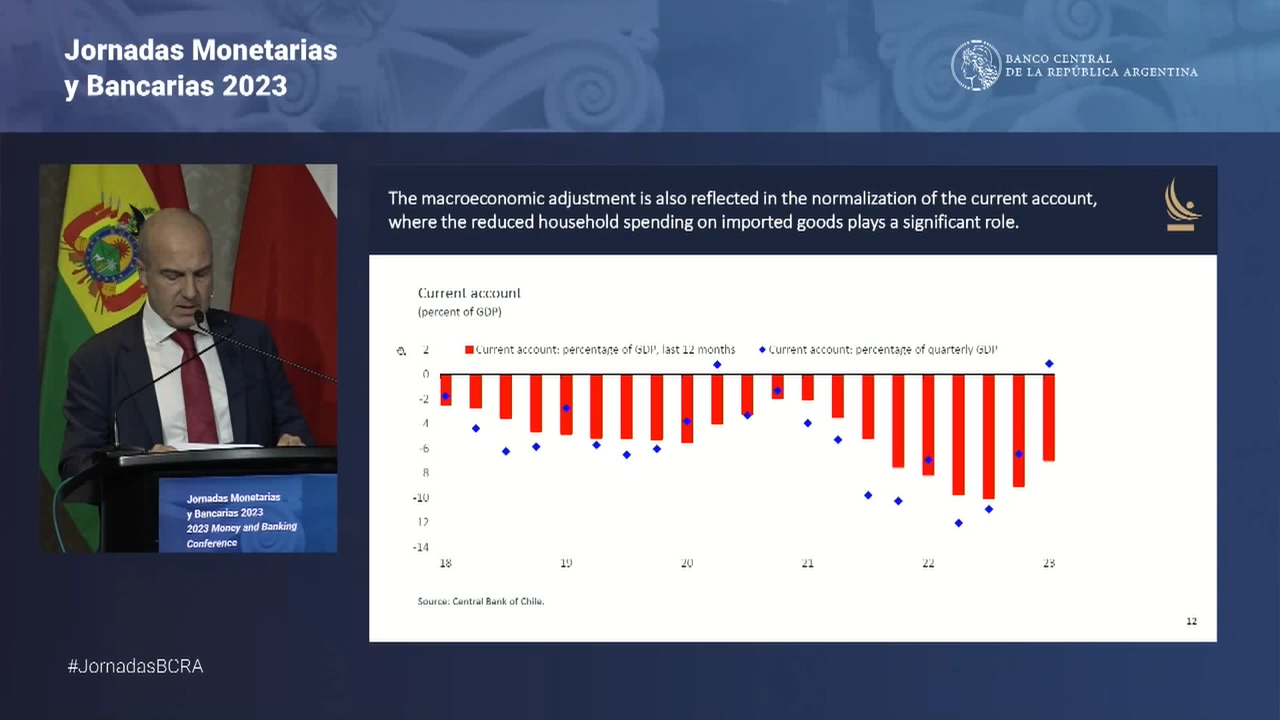 Jornadas Monetarias
y Bancarias 2023
BANCO CENTRAL
DE LA REPÚBLICA ARGENTINA
The macroeconomic adjustment is also reflected in the normalization of the current account,
where the reduced household spending on imported goods plays a significant role.
Current account
(percent of GDP)
Current account: percentage of GDP, last 12 months
Current account: percentage of quarterly GDP
2
0
-2
4
-6
8
-10
12
-14
18 19 20 21 22 23
Source: Central Bank of Chile.
12
Jornadas Monetarias
y Bancarias 2023
2023 Money and Banking
Conference
#JornadasBCRA